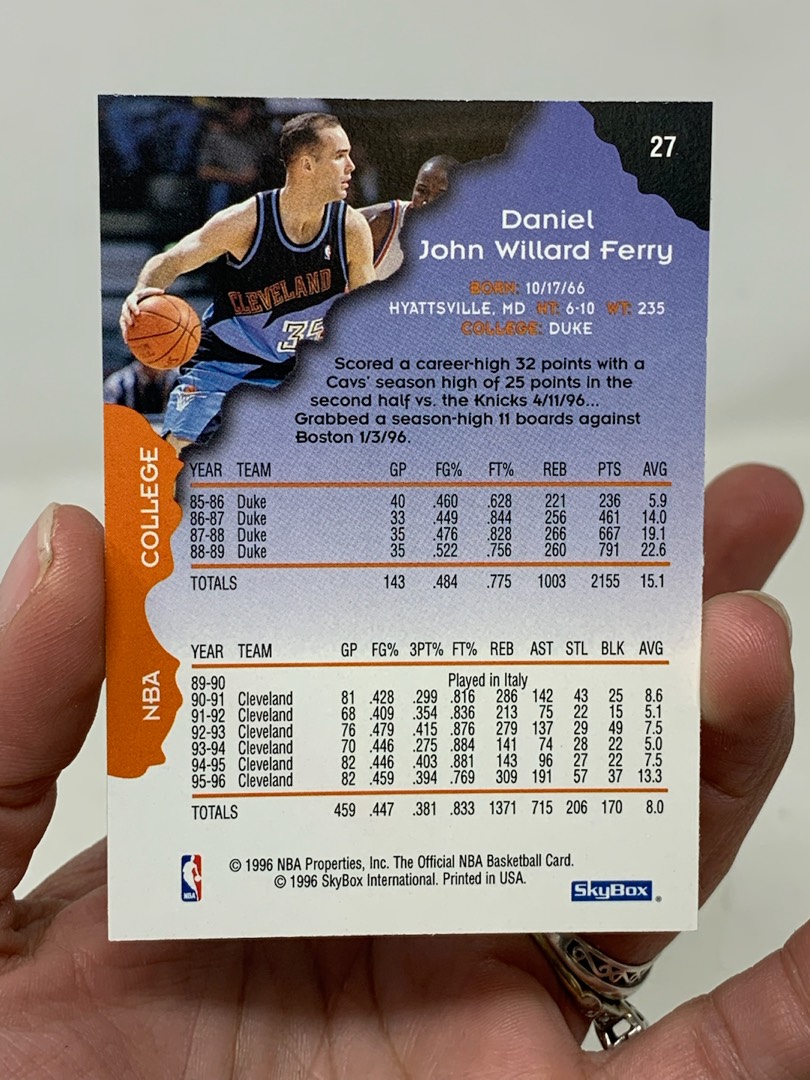 27
Daniel
John Willard Ferry
BORN: 10/17/66
HYATTSVILLE, MD HT: 6-10 WT: 235
COLLEGE: DUKE
CLEVELAND
35
Scored a career-high 32 points with a
Cavs' season high of 25 points in the
second half vs. the Knicks 4/11/96...
Grabbed a season-high 11 boards against
Boston 1/3/96.
COLLEGE
YEAR TEAM GP FG% FT% REB PTS AVG
85-86 Duke 40 .460 .628 221 236 5.9
86-87 Duke 33 .449 .844 256 461 14.0
87-88 Duke 35 .476 .828 266 667 19.1
88-89 Duke 35 .522 .756 260 791 22.6
TOTALS 143 .484 .775 1003 2155 15.1
NBA
YEAR TEAM GP FG% 3PT% FT% REB AST STL BLK AVG
89-90 Played in Italy
90-91 Cleveland 81 .428 .299 .816 286 142 43 25 8.6
91-92 Cleveland 68 .409 .354 .836 213 75 22 15 5.1
92-93 Cleveland 76 .479 .415 .876 279 137 29 49 7.5
93-94 Cleveland 70 .446 .275 .884 141 74 28 22 5.0
94-95 Cleveland 82 .446 .403 .881 143 96 27 22 7.5
95-96 Cleveland 82 .459 .394 .769 309 191 57 37 13.3
TOTALS 459 .447 .381 .833 1371 715 206 170 8.0
NBA
© 1996 NBA Properties, Inc. The Official NBA Basketball Card.
© 1996 SkyBox International. Printed in USA.
SkyBox®